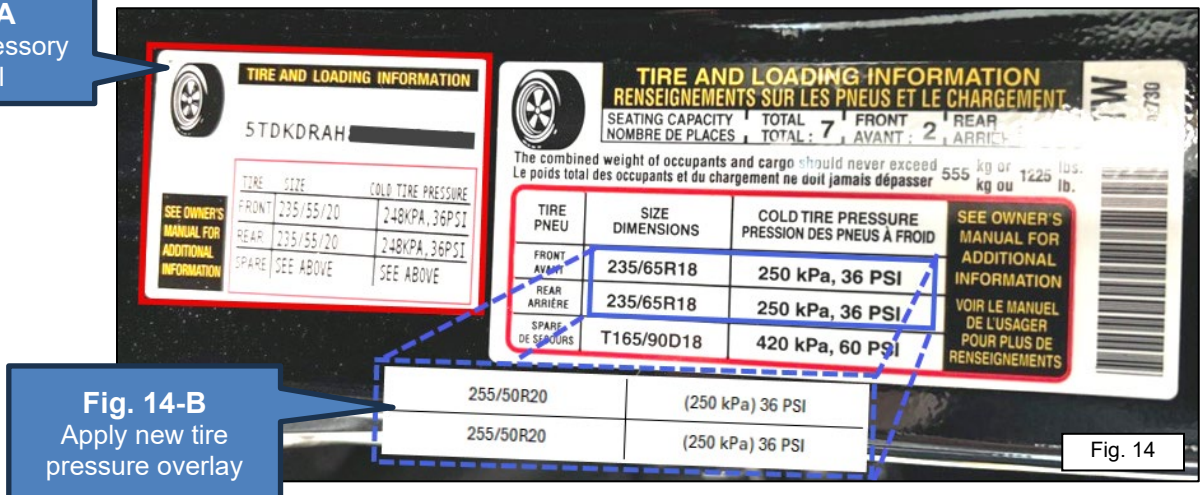 A
essory
l
TIRE AND LOADING INFORMATION
5TDKDRAH
TIRE SIZE COLD TIRE PRESSURE
FRONT 235/55/20 248KPA,36PSI
REAR 235/55/20 248KPA,36PSI
SPARE SEE ABOVE SEE ABOVE
SEE OWNER'S
MANUAL FOR
ADDITIONAL
INFORMATION
TIRE AND LOADING INFORMATION
RENSEIGNEMENTS SUR LES PNEUS ET LE CHARGEMENT
SEATING CAPACITY TOTAL FRONT REAR
NOMBRE DE PLACES TOTAL : 7 AVANT : 2
The combined weight of occupants and cargo should never exceed 555 kg or 1225 lbs.
Le poids total des occupants et du chargement ne doit jamais dépasser kg ou lb.
TIRE SIZE COLD TIRE PRESSURE
PNEU DIMENSIONS PRESSION DES PNEUS À FROID
FRONT
AVANT 235/65R18 250 kPa, 36 PSI
REAR
ARRIÈRE 235/65R18 250 kPa, 36 PSI
SPARE
DE SECOURS T165/90D18 420 kPa, 60 PSI
SEE OWNER'S
MANUAL FOR
ADDITIONAL
INFORMATION
VOIR LE MANUEL
DE L'USAGER
POUR PLUS DE
RENSEIGNEMENTS
255/50R20 (250 kPa) 36 PSI
255/50R20 (250 kPa) 36 PSI
Fig. 14-B
Apply new tire
pressure overlay
Fig. 14